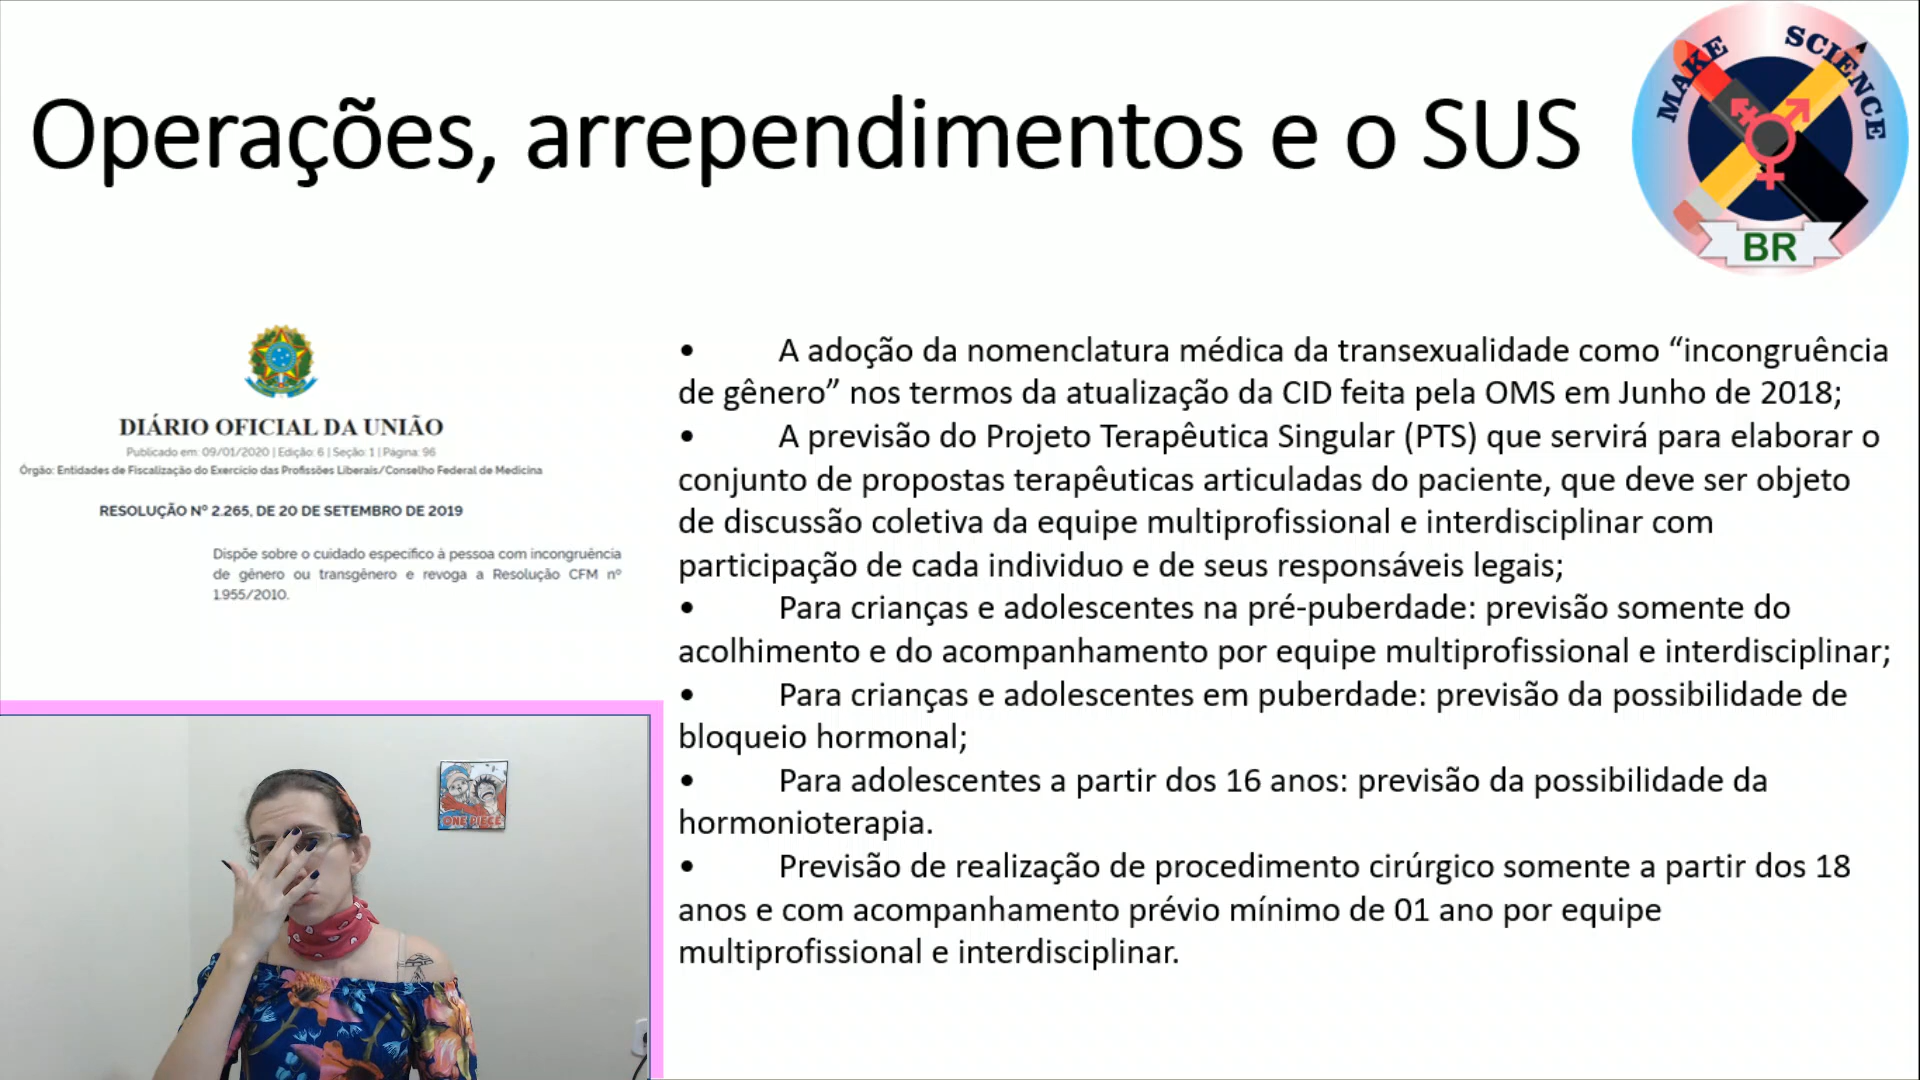 Operações, arrependimentos e o SUS
MAKE SCIENCE
BR
DIÁRIO OFICIAL DA UNIÃO
Publicado em: 09/01/2020 | Edição: 6 | Seção: 1 | Página: 96
Órgão: Entidades de Fiscalização do Exercício das Profissões Liberais/Conselho Federal de Medicina
RESOLUÇÃO Nº 2.265, DE 20 DE SETEMBRO DE 2019
Dispõe sobre o cuidado específico à pessoa com incongruência
de gênero ou transgênero e revoga a Resolução CFM nº
1.955/2010.
• A adoção da nomenclatura médica da transexualidade como “incongruência
de gênero” nos termos da atualização da CID feita pela OMS em Junho de 2018;
• A previsão do Projeto Terapêutica Singular (PTS) que servirá para elaborar o
conjunto de propostas terapêuticas articuladas do paciente, que deve ser objeto
de discussão coletiva da equipe multiprofissional e interdisciplinar com
participação de cada individuo e de seus responsáveis legais;
• Para crianças e adolescentes na pré-puberdade: previsão somente do
acolhimento e do acompanhamento por equipe multiprofissional e interdisciplinar;
• Para crianças e adolescentes em puberdade: previsão da possibilidade de
bloqueio hormonal;
• Para adolescentes a partir dos 16 anos: previsão da possibilidade da
hormonioterapia.
• Previsão de realização de procedimento cirúrgico somente a partir dos 18
anos e com acompanhamento prévio mínimo de 01 ano por equipe
multiprofissional e interdisciplinar.
ONE PIECE